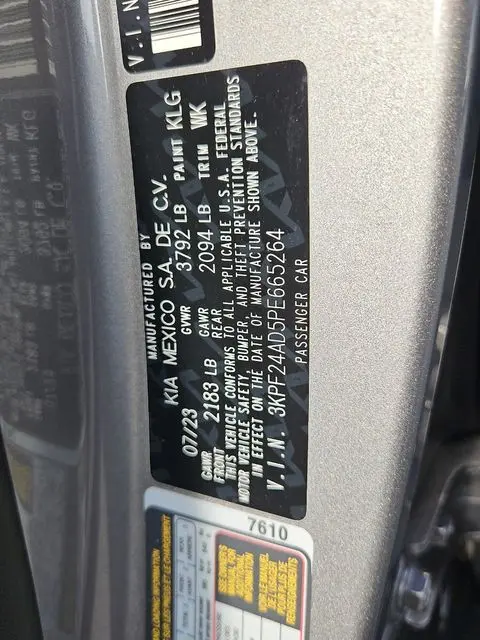 V.I.N
MANUFACTURED BY
KIA MEXICO S.A. DE C.V.
07/23 GVWR 3792 LB PAINT KLG
GAWR FRONT 2183 LB GAWR REAR 2094 LB TRIM WK
THIS VEHICLE CONFORMS TO ALL APPLICABLE U.S.A. FEDERAL
MOTOR VEHICLE SAFETY, BUMPER, AND THEFT PREVENTION STANDARDS
IN EFFECT ON THE DATE OF MANUFACTURE SHOWN ABOVE.
V.I.N. 3KPF24AD5PE665264
PASSENGER CAR
7610